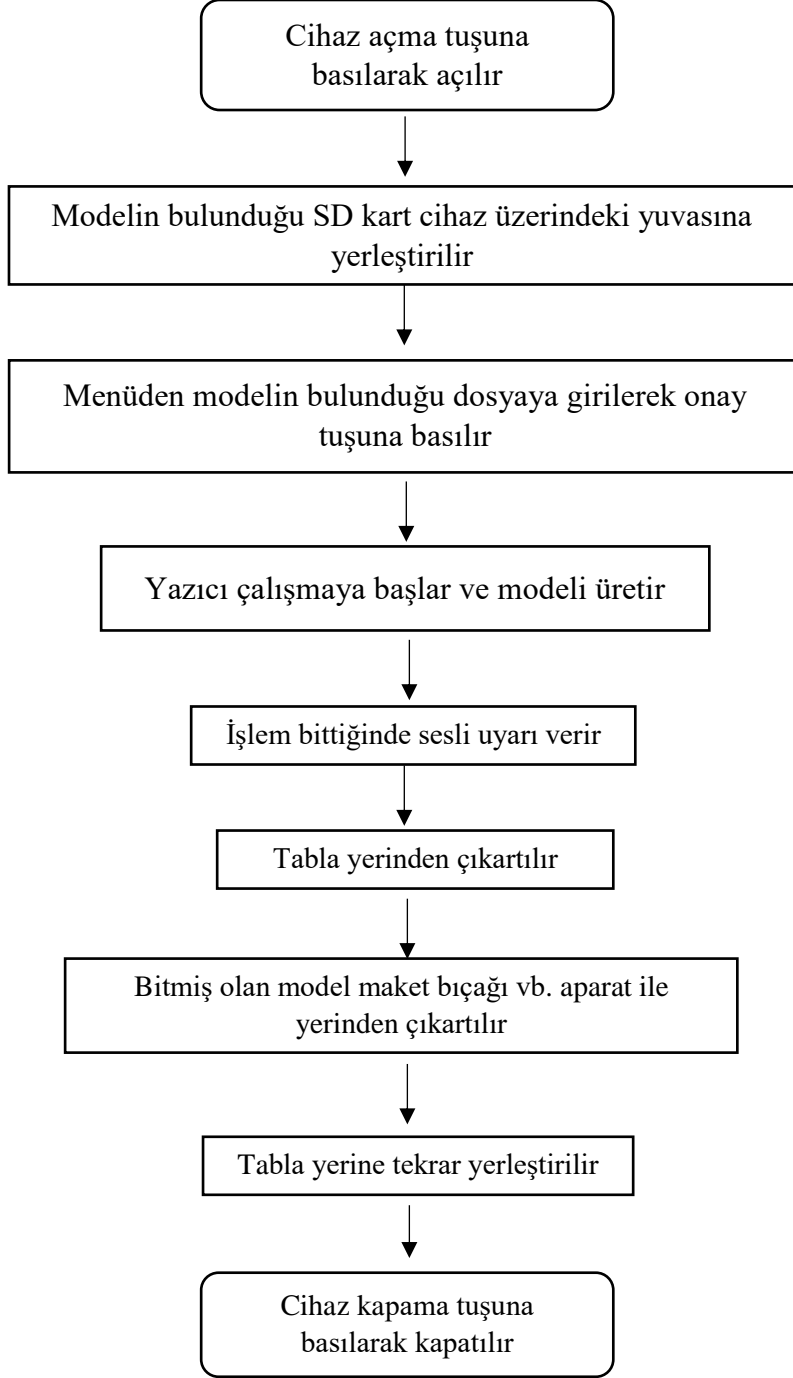 Cihaz açma tuşuna
basılarak açılır
Modelin bulunduğu SD kart cihaz üzerindeki yuvasına
yerleştirilir
Menüden modelin bulunduğu dosyaya girilerek onay
tuşuna basılır
Yazıcı çalışmaya başlar ve modeli üretir
İşlem bittiğinde sesli uyarı verir
Tabla yerinden çıkartılır
Bitmiş olan model maket bıçağı vb. aparat ile
yerinden çıkartılır
Tabla yerine tekrar yerleştirilir
Cihaz kapama tuşuna
basılarak kapatılır